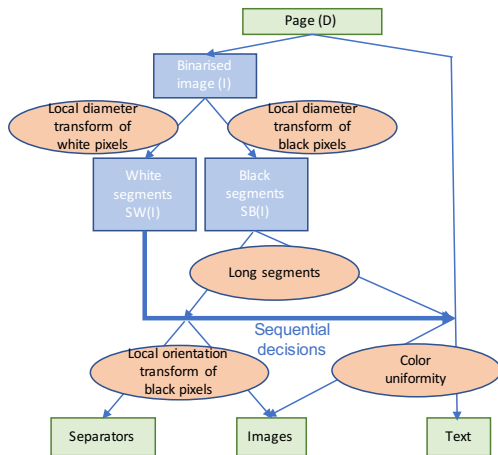 Page (D)
Binarised
image (I)
Local diameter
transform of
white pixels
Local diameter
transform of
black pixels
White
segments
SW(I)
Black
segments
SB(I)
Long segments
Sequential
decisions
Local orientation
transform of
black pixels
Color
uniformity
Separators
Images
Text